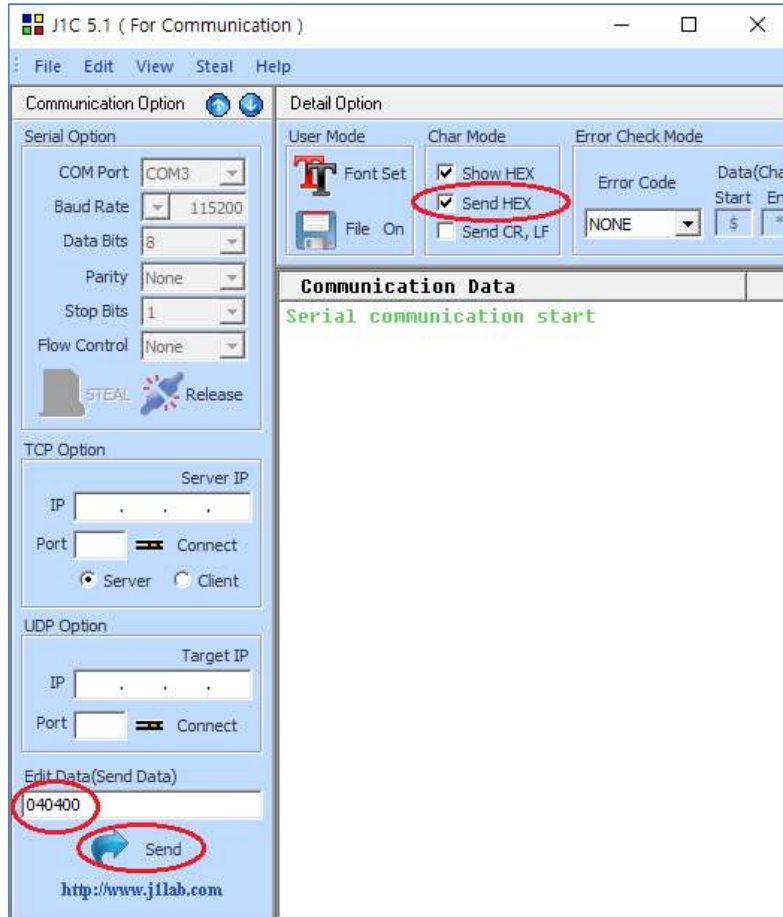 J1C 5.1 ( For Communication )
File Edit View Steal Help
Communication Option
Serial Option
COM Port COM3
Baud Rate 115200
Data Bits 8
Parity None
Stop Bits 1
Flow Control None
STEAL Release
TCP Option
Server IP
IP . . .
Port Connect
Server Client
UDP Option
Target IP
IP . . .
Port Connect
Edit Data(Send Data)
040400
Send
http://www.j1lab.com
Detail Option
User Mode
Font Set
File On
Char Mode
Show HEX
Send HEX
Send CR, LF
Error Check Mode
Error Code
NONE
Data(Cha
Start En
$ *
Communication Data
Serial communication start